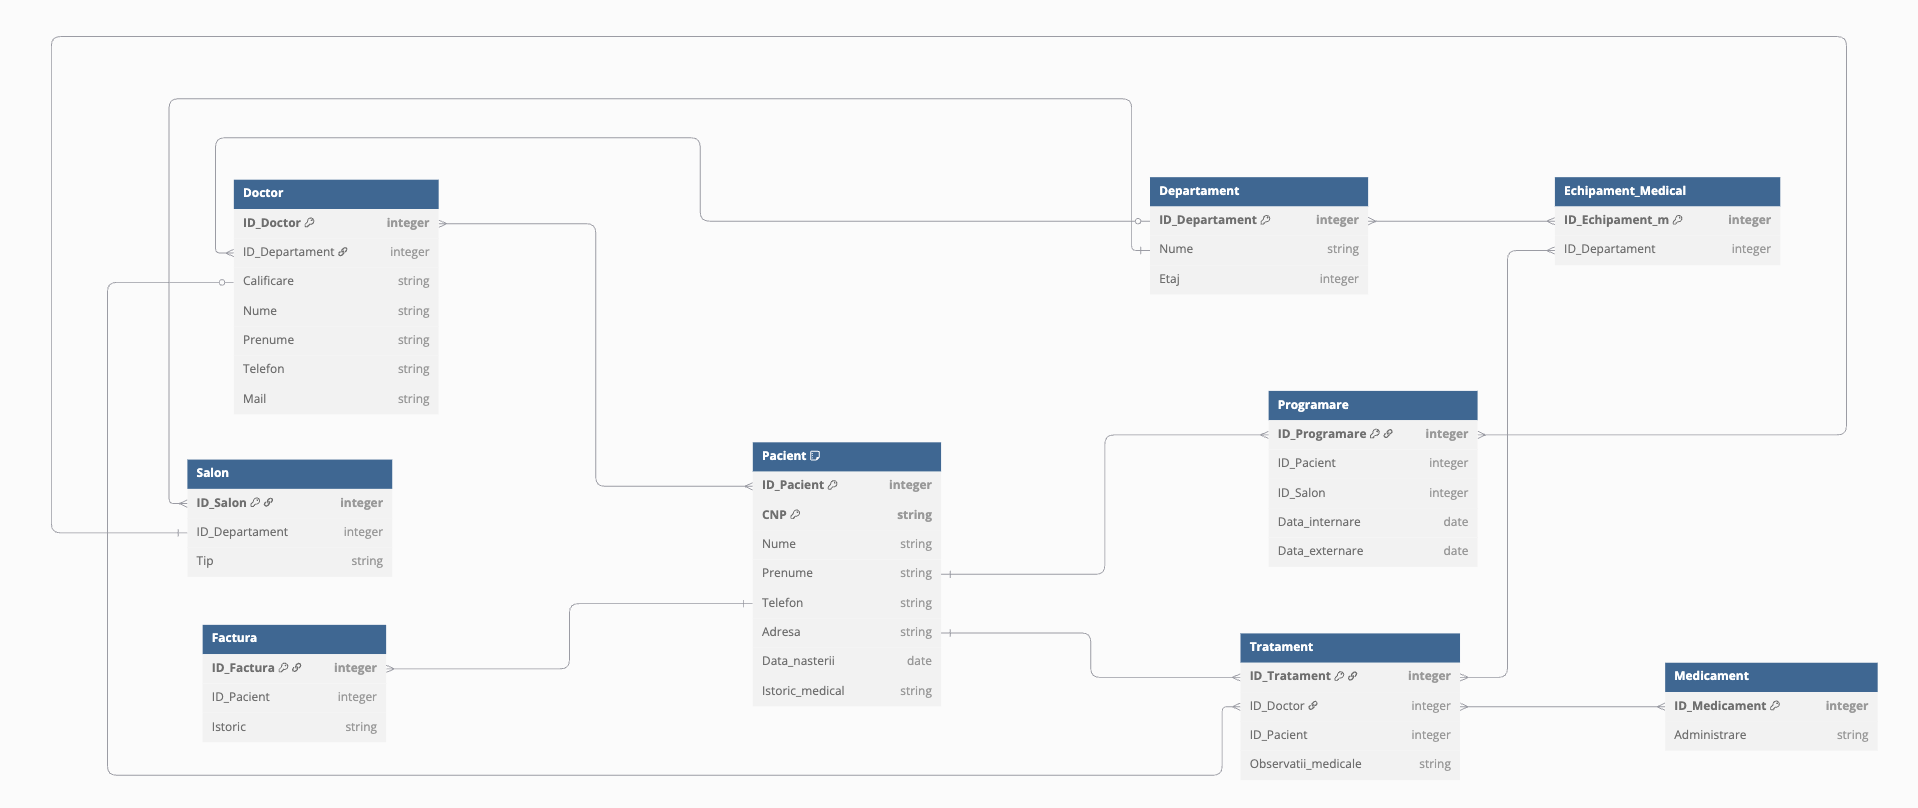 Doctor
ID_Doctor integer
ID_Departament integer
Calificare string
Nume string
Prenume string
Telefon string
Mail string
Departament
ID_Departament integer
Nume string
Etaj integer
Echipament_Medical
ID_Echipament_m integer
ID_Departament integer
Salon
ID_Salon integer
ID_Departament integer
Tip string
Pacient
ID_Pacient integer
CNP string
Nume string
Prenume string
Telefon string
Adresa string
Data_nasterii date
Istoric_medical string
Programare
ID_Programare integer
ID_Pacient integer
ID_Salon integer
Data_internare date
Data_externare date
Factura
ID_Factura integer
ID_Pacient integer
Istoric string
Tratament
ID_Tratament integer
ID_Doctor integer
ID_Pacient integer
Observatii_medicale string
Medicament
ID_Medicament integer
Administrare string